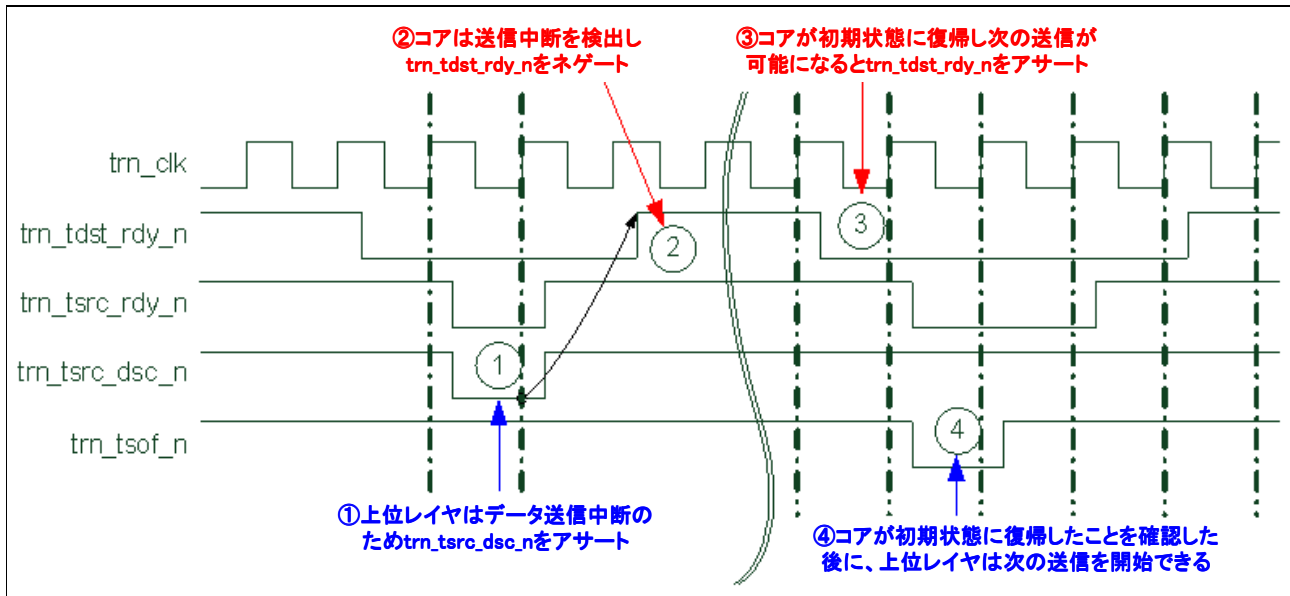 ②コアは送信中断を検出し
trn_tdst_rdy_nをネゲート
③コアが初期状態に復帰し次の送信が
可能になるとtrn_tdst_rdy_nをアサート
trn_clk
trn_tdst_rdy_n
trn_tsrc_rdy_n
trn_tsrc_dsc_n
trn_tsof_n
2
3
1
4
①上位レイヤはデータ送信中断の
ためtrn_tsrc_dsc_nをアサート
④コアが初期状態に復帰したことを確認した
後に、上位レイヤは次の送信を開始できる